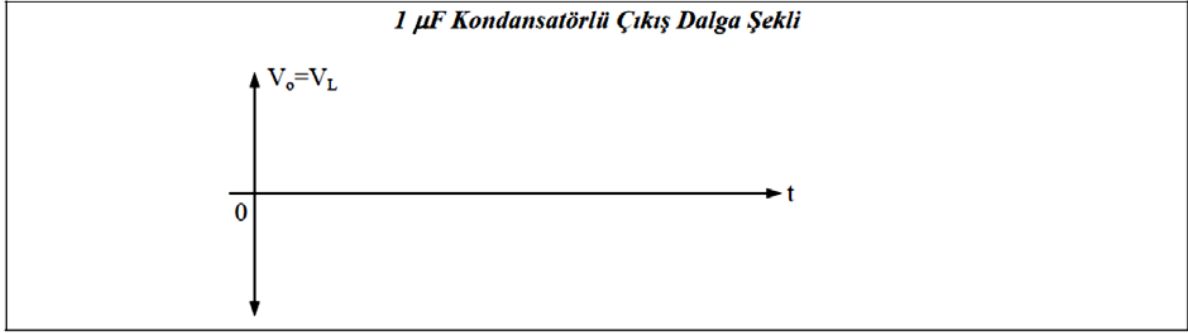 1 µF Kondansatörlü Çıkış Dalga Şekli
Vo=VL
t
0